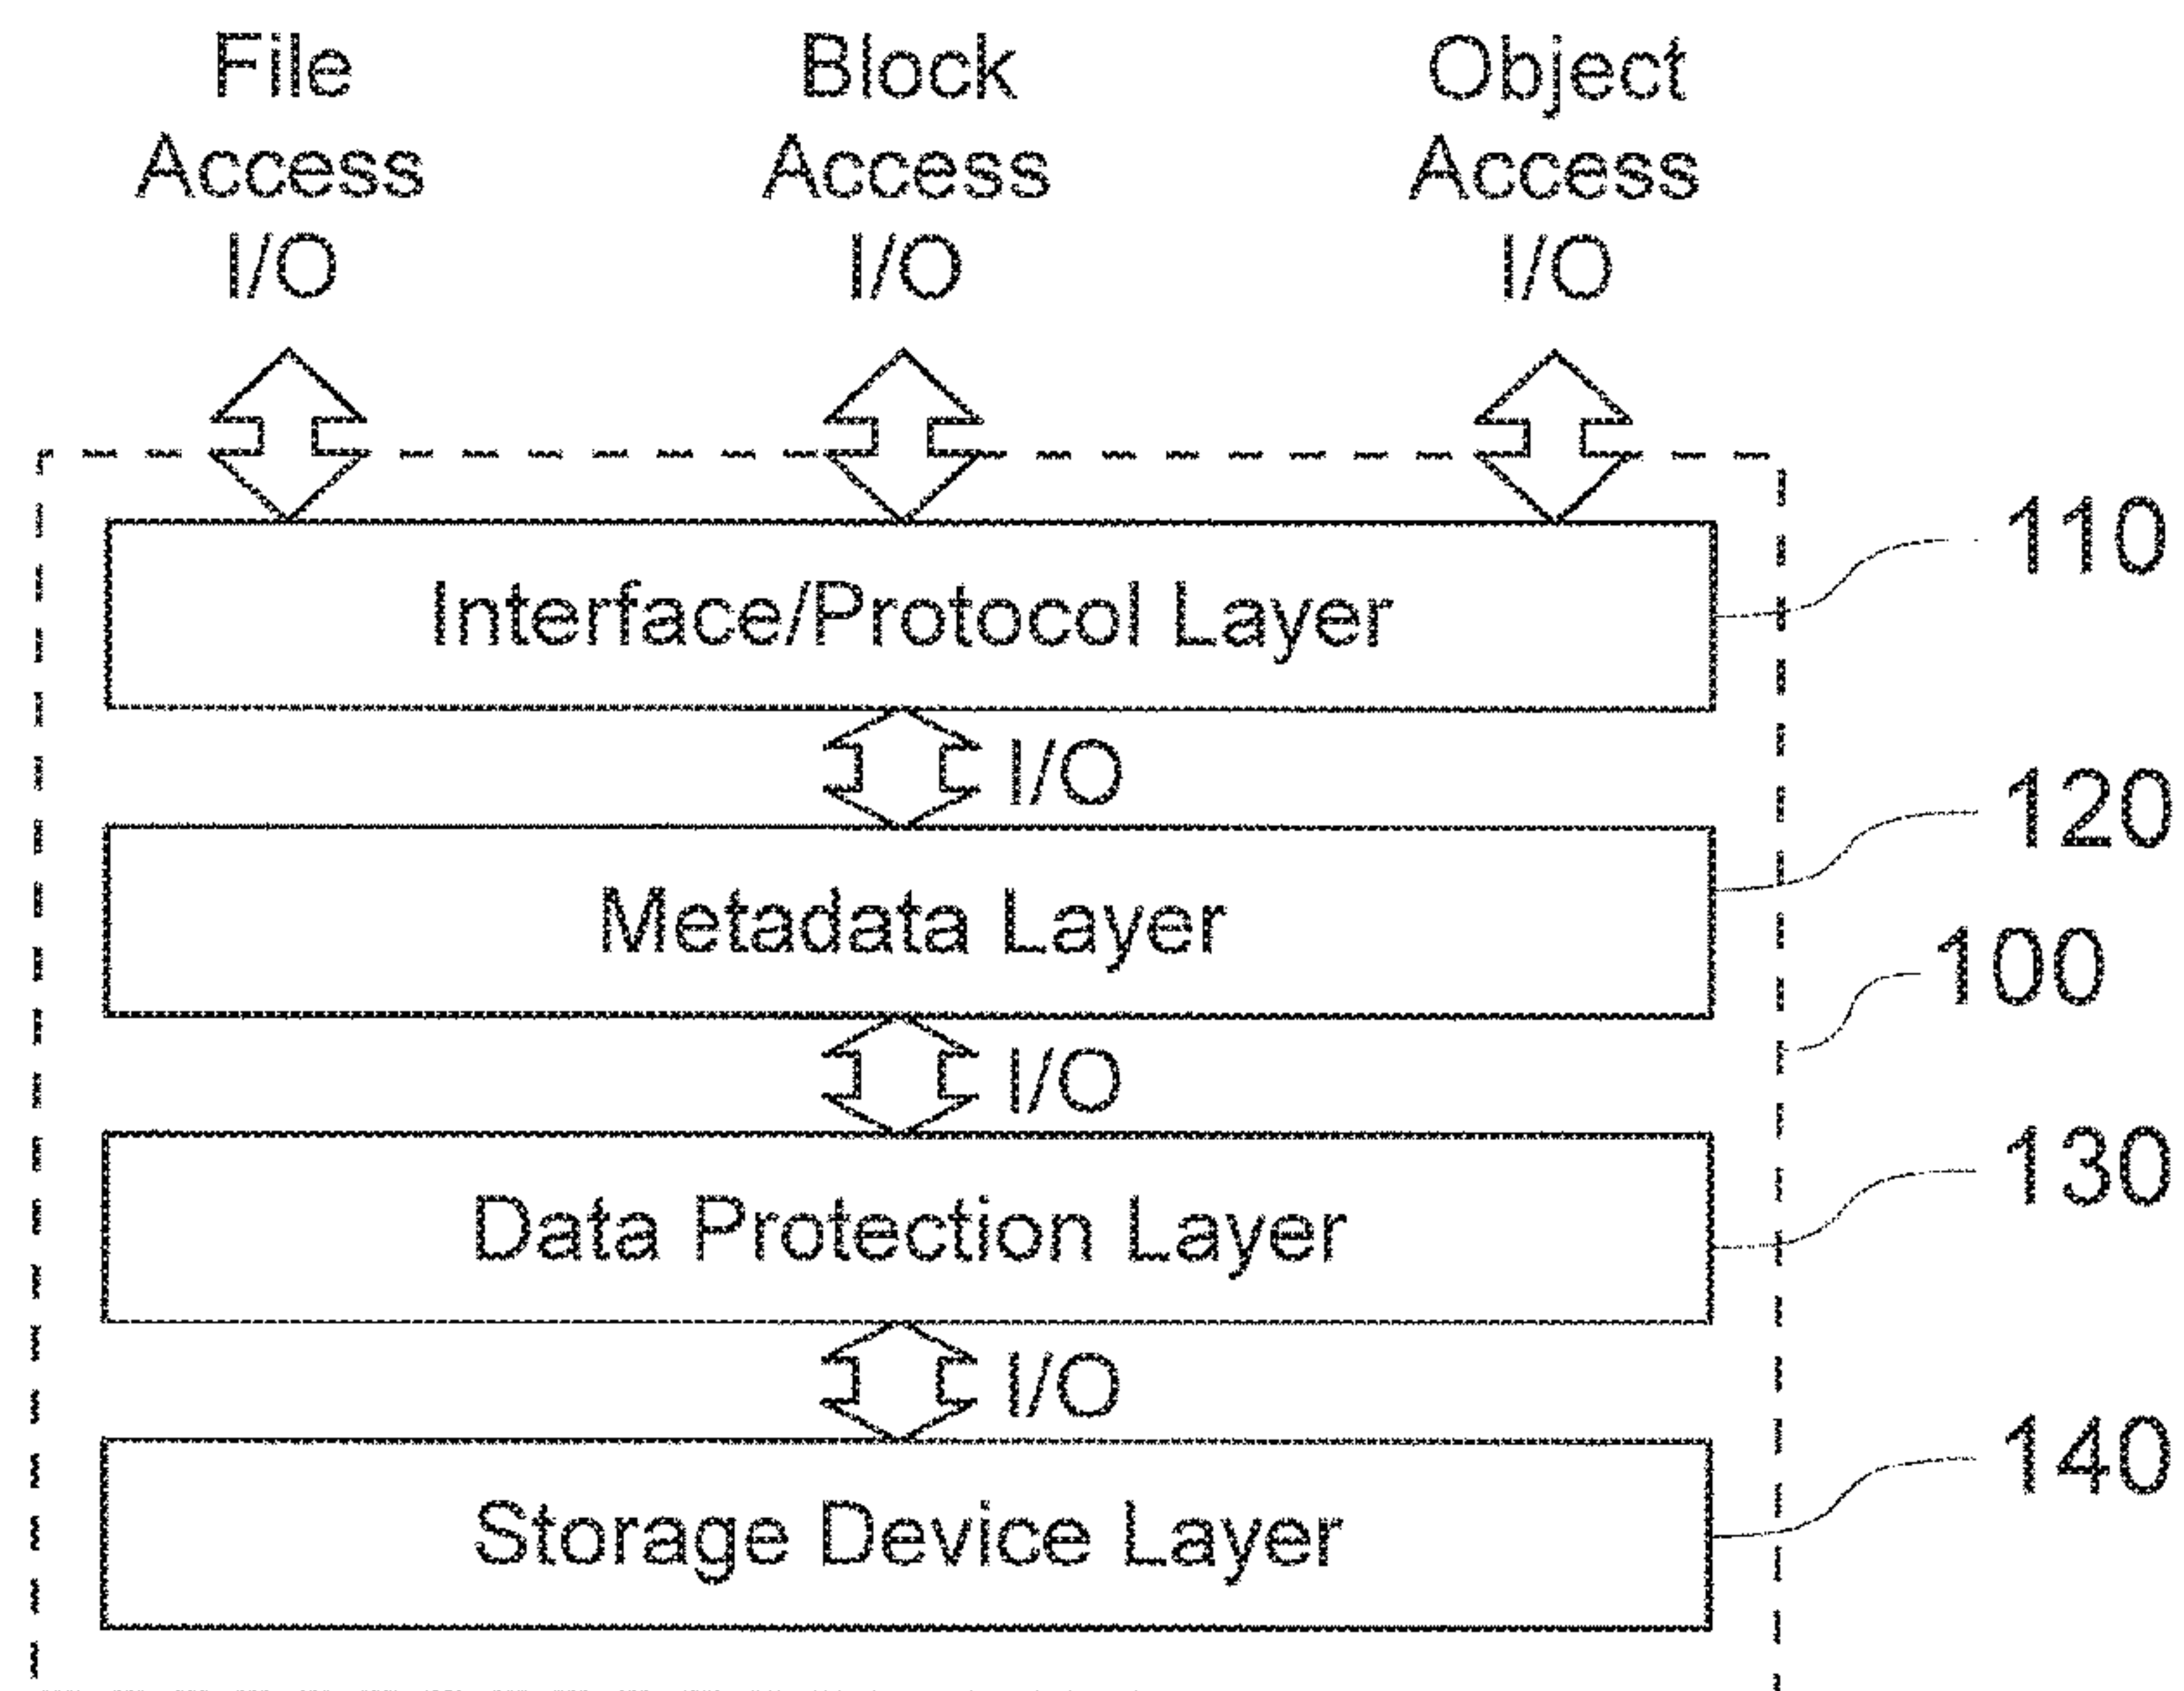 File
Access
I/O
Block
Access
I/O
Object
Access
I/O
Interface/Protocol Layer
110
I/O
Metadata Layer
120
100
I/O
Data Protection Layer
130
I/O
Storage Device Layer
140